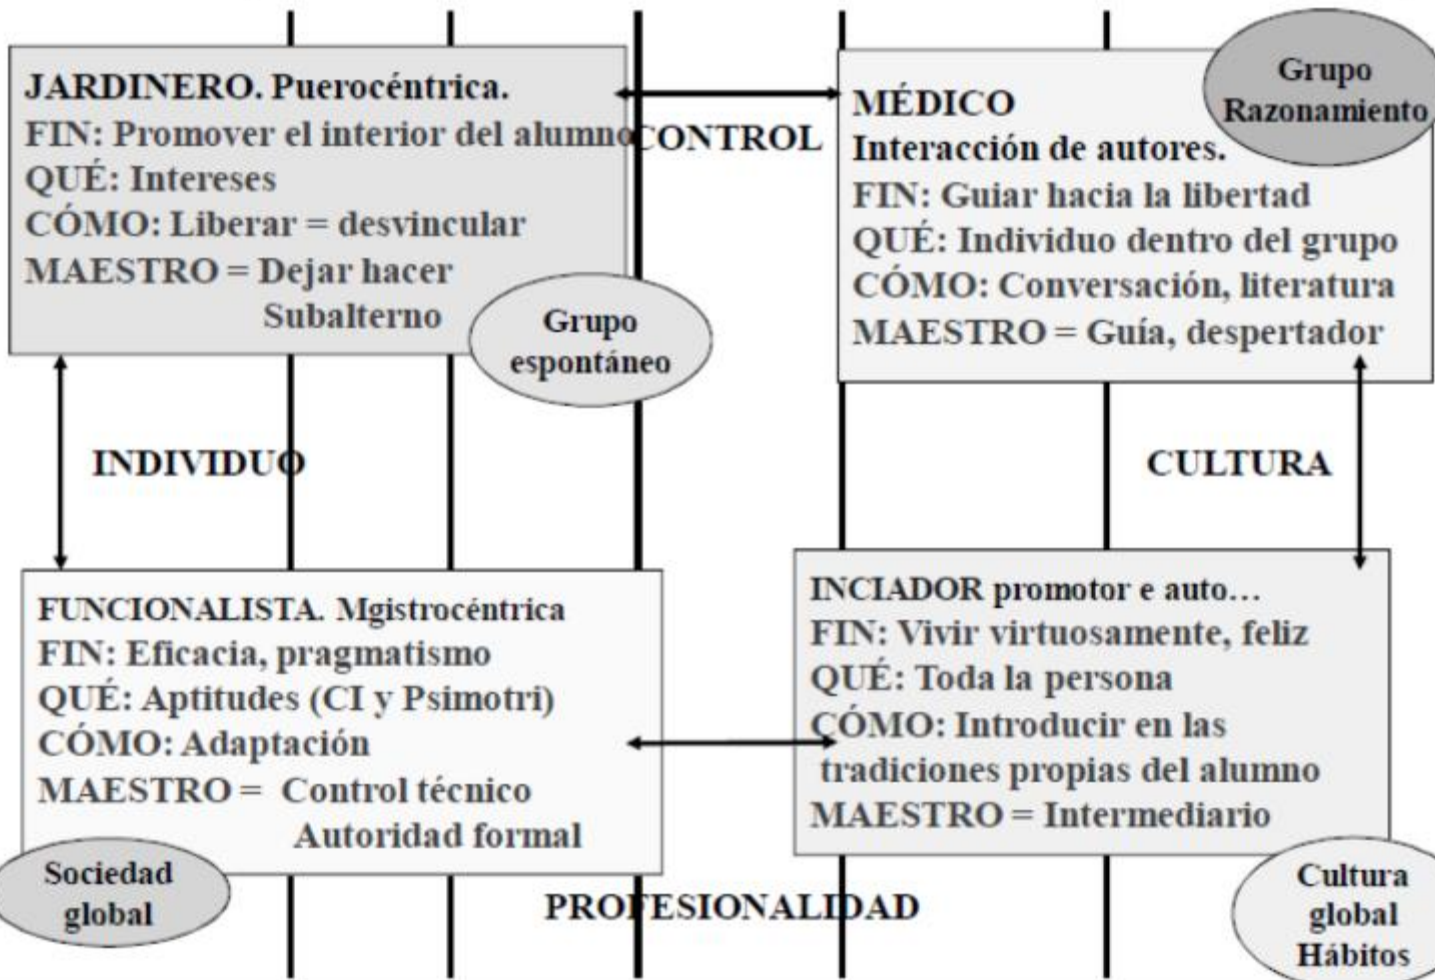 JARDINERO. Puerocéntrica.
FIN: Promover el interior del alumno
QUÉ: Intereses
CÓMO: Liberar = desvincular
MAESTRO = Dejar hacer
Subalterno
Grupo
espontáneo
CONTROL
MÉDICO
Interacción de autores.
FIN: Guiar hacia la libertad
QUÉ: Individuo dentro del grupo
CÓMO: Conversación, literatura
MAESTRO = Guía, despertador
Grupo
Razonamiento
INDIVIDUO
CULTURA
FUNCIONALISTA. Mgistrocéntrica
FIN: Eficacia, pragmatismo
QUÉ: Aptitudes (CI y Psimotri)
CÓMO: Adaptación
MAESTRO = Control técnico
Autoridad formal
Sociedad
global
INCIADOR promotor e auto…
FIN: Vivir virtuosamente, feliz
QUÉ: Toda la persona
CÓMO: Introducir en las
tradiciones propias del alumno
MAESTRO = Intermediario
Cultura
global
Hábitos
PROFESIONALIDAD